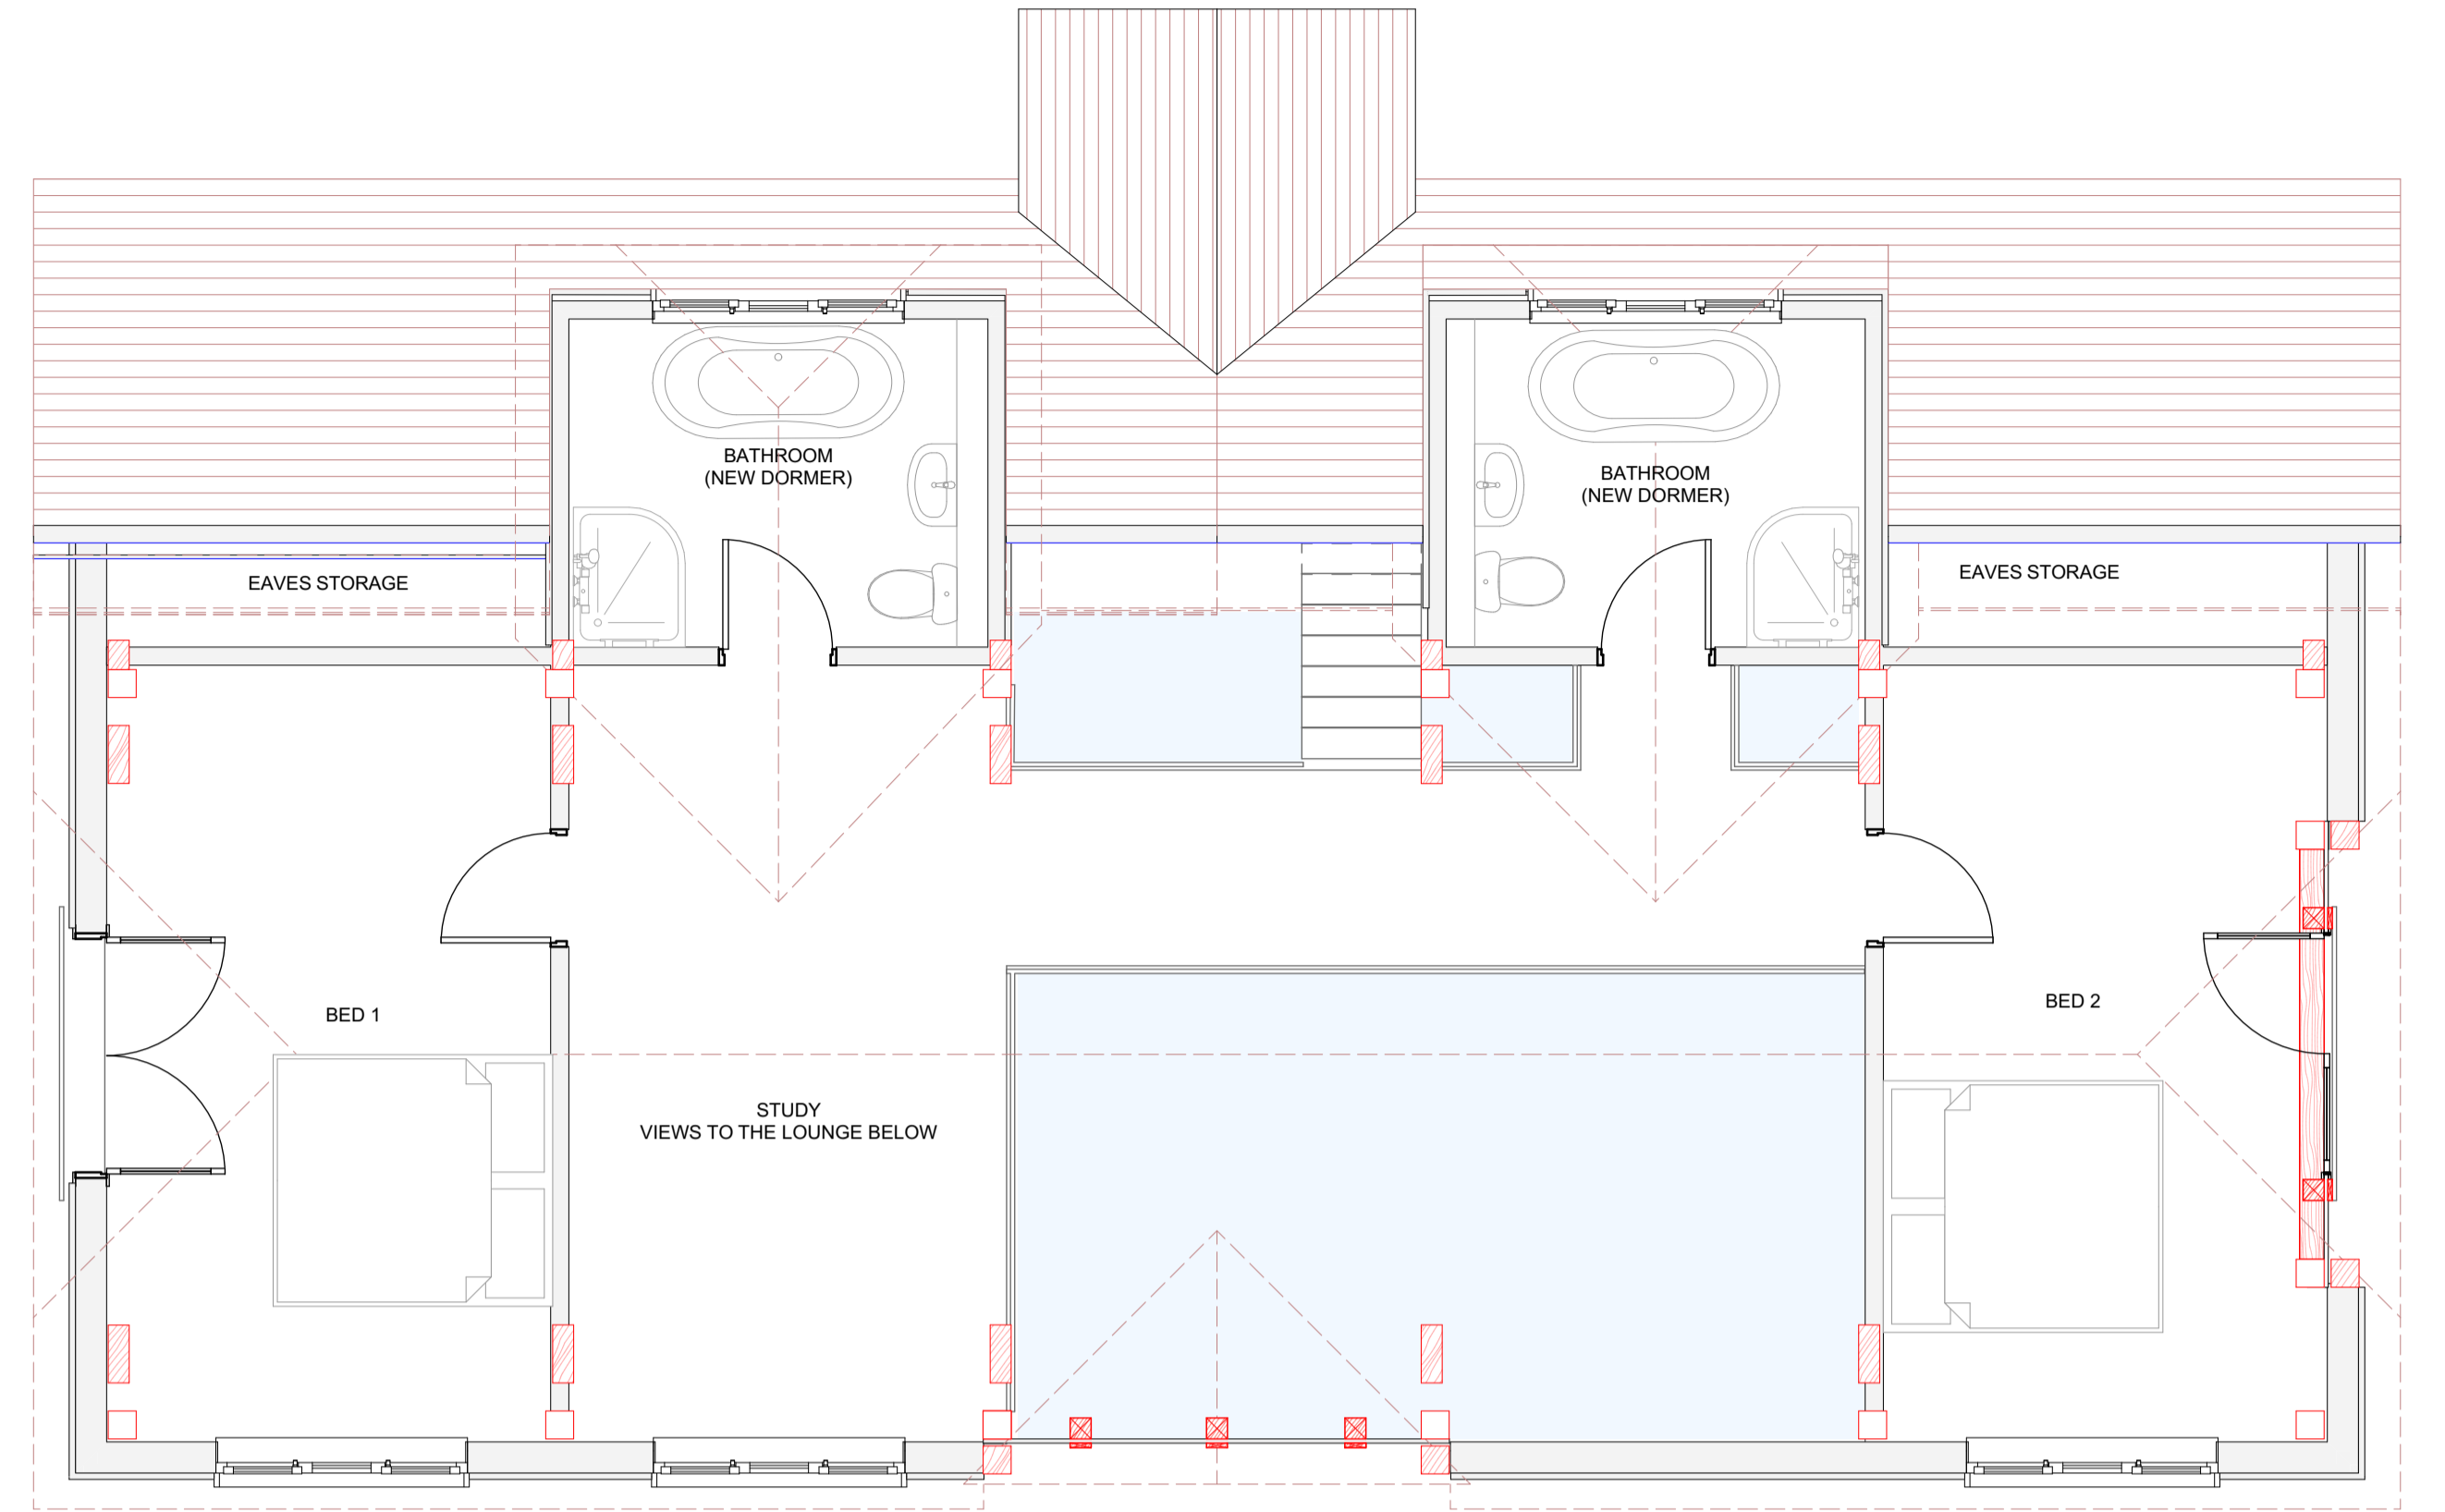 BATHROOM
(NEW DORMER)
BATHROOM
(NEW DORMER)
EAVES STORAGE
EAVES STORAGE
BED 1
BED 2
STUDY
VIEWS TO THE LOUNGE BELOW